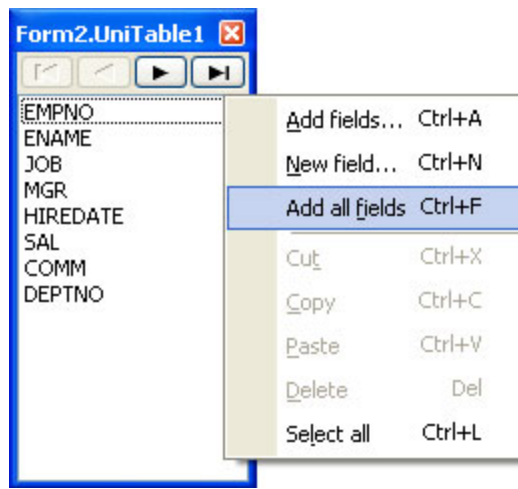 Form2.UniTable1
EMPNO
ENAME
JOB
MGR
HIREDATE
SAL
COMM
DEPTNO
Add fields... Ctrl+A
New field... Ctrl+N
Add all fields Ctrl+F
Cut Ctrl+X
Copy Ctrl+C
Paste Ctrl+V
Delete Del
Select all Ctrl+L